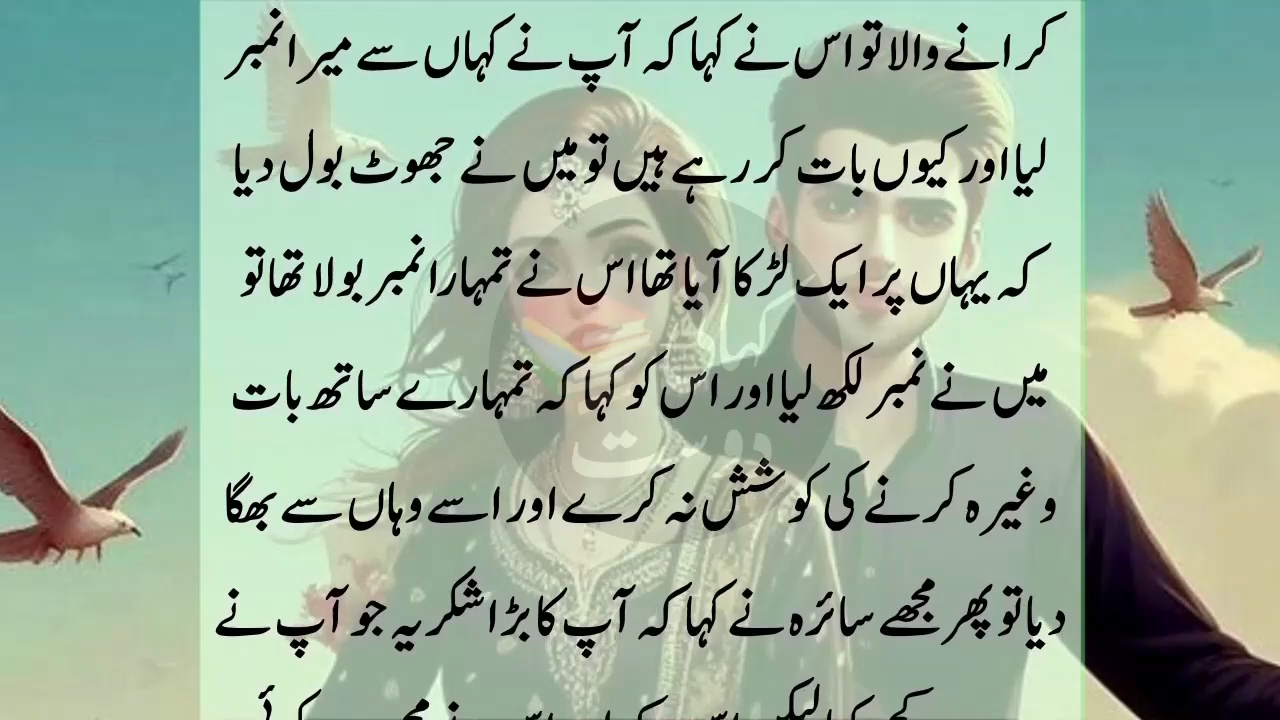 کرانے والا تو اس نے کہا کہ آپ نے کہاں سے میرا نمبر
لیا اور کیوں بات کر رہے ہیں تو میں نے جھوٹ بول دیا
کہ یہاں پر ایک لڑکا آیا تھا اس نے تمہارا نمبر بولا تھا تو
میں نے نمبر لکھ لیا اور اس کو کہا کہ تمہارے ساتھ بات
وغیرہ کرنے کی کوشش نہ کرے اور اسے وہاں سے بھگا
دیا تو پھر مجھے سائرہ نے کہا کہ آپ کا بڑا شکریہ جو آپ نے
دوست